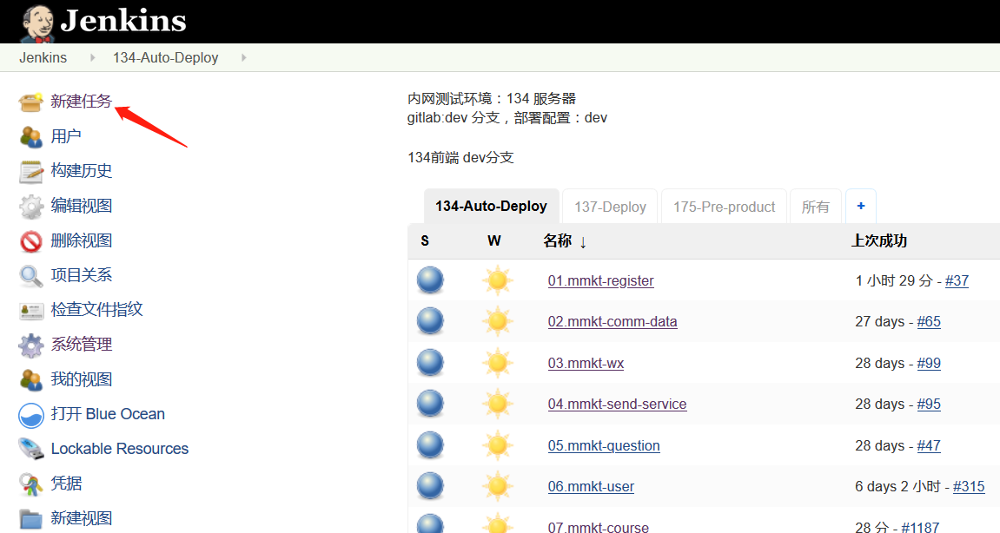 Jenkins
Jenkins 134-Auto-Deploy
新建任务
用户
构建历史
编辑视图
删除视图
项目关系
检查文件指纹
系统管理
我的视图
打开 Blue Ocean
Lockable Resources
凭据
新建视图
内网测试环境：134 服务器
gitlab:dev 分支，部署配置：dev
134前端 dev分支
134-Auto-Deploy 137-Deploy 175-Pre-product 所有 +
S W 名称 ↓ 上次成功
01.mmkt-register 1 小时 29 分 - #37
02.mmkt-comm-data 27 days - #65
03.mmkt-wx 28 days - #99
04.mmkt-send-service 28 days - #95
05.mmkt-question 28 days - #47
06.mmkt-user 6 days 2 小时 - #315
07.mmkt-course 28 分 - #1187